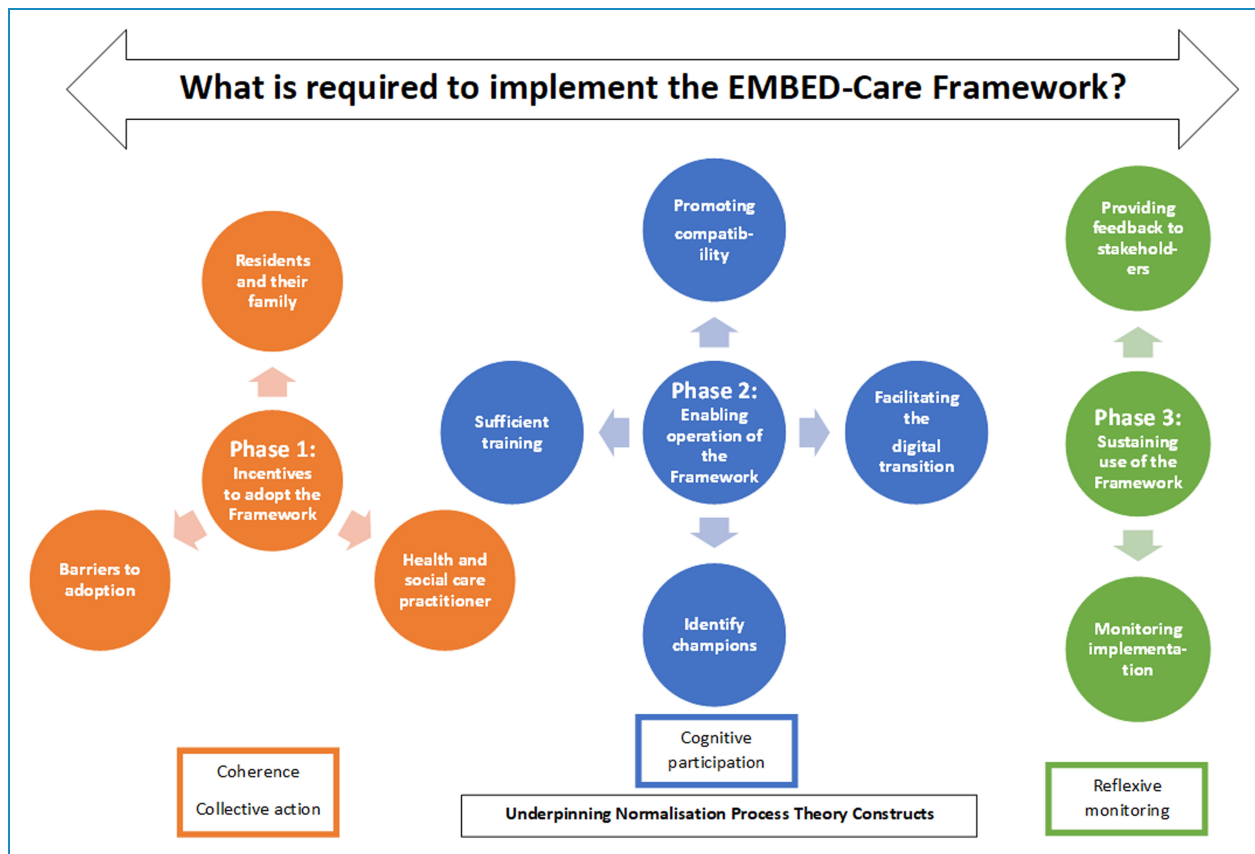 What is required to implement the EMBED-Care Framework?
Residents
and their
family
Phase 1:
Incentives
to adopt the
Framework
Barriers to
adoption
Health and
social care
practitioner
Promoting
compatib-
ility
Sufficient
training
Phase 2:
Enabling
operation of
the
Framework
Facilitating
the
digital
transition
Identify
champions
Providing
feedback to
stakehold-
ers
Phase 3:
Sustaining
use of the
Framework
Monitoring
implementa-
tion
Coherence
Collective action
Cognitive
participation
Reflexive
monitoring
Underpinning Normalisation Process Theory Constructs